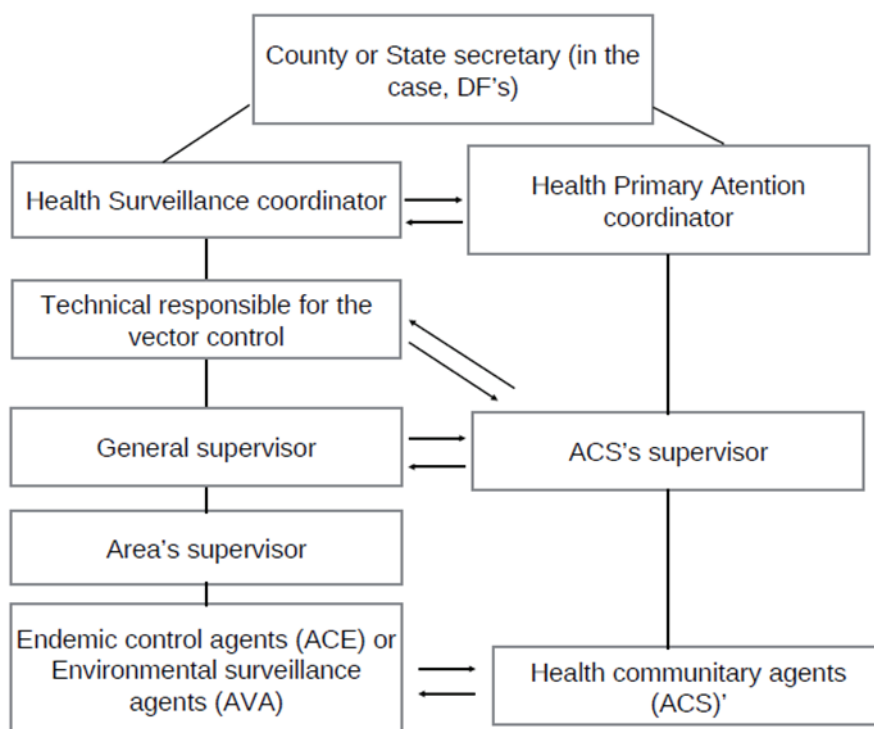 County or State secretary (in the
case, DF's)
Health Surveillance coordinator
Health Primary Atention
coordinator
Technical responsible for the
vector control
General supervisor
ACS's supervisor
Area's supervisor
Endemic control agents (ACE) or
Environmental surveillance
agents (AVA)
Health communitary agents
(ACS)'